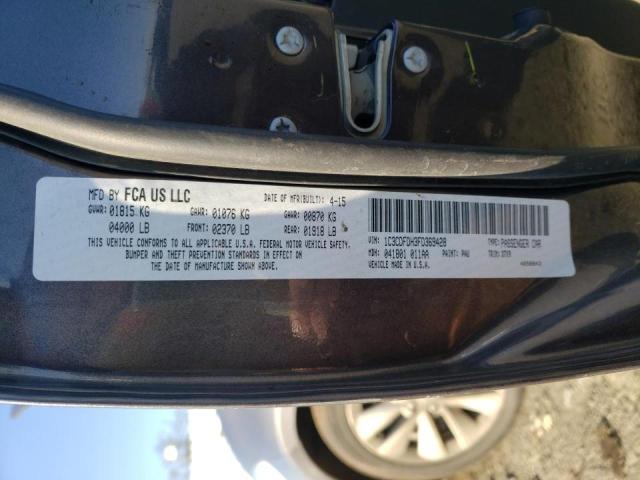 MFD BY FCA US LLC DATE OF MFR(BUILT): 4-15
GVWR: 01815 KG GAWR: 01076 KG GAWR: 00870 KG
04000 LB FRONT: 02370 LB REAR: 01918 LB
THIS VEHICLE CONFORMS TO ALL APPLICABLE U.S.A. FEDERAL MOTOR VEHICLE SAFETY,
BUMPER AND THEFT PREVENTION STANDARDS IN EFFECT ON
THE DATE OF MANUFACTURE SHOWN ABOVE.
VIN: 1C3CDFDH3FD369428 TYPE: PASSENGER CAR
MDH: 041801 011AA PAINT: PAU TRIM:
VEHICLE MADE IN U.S.A.